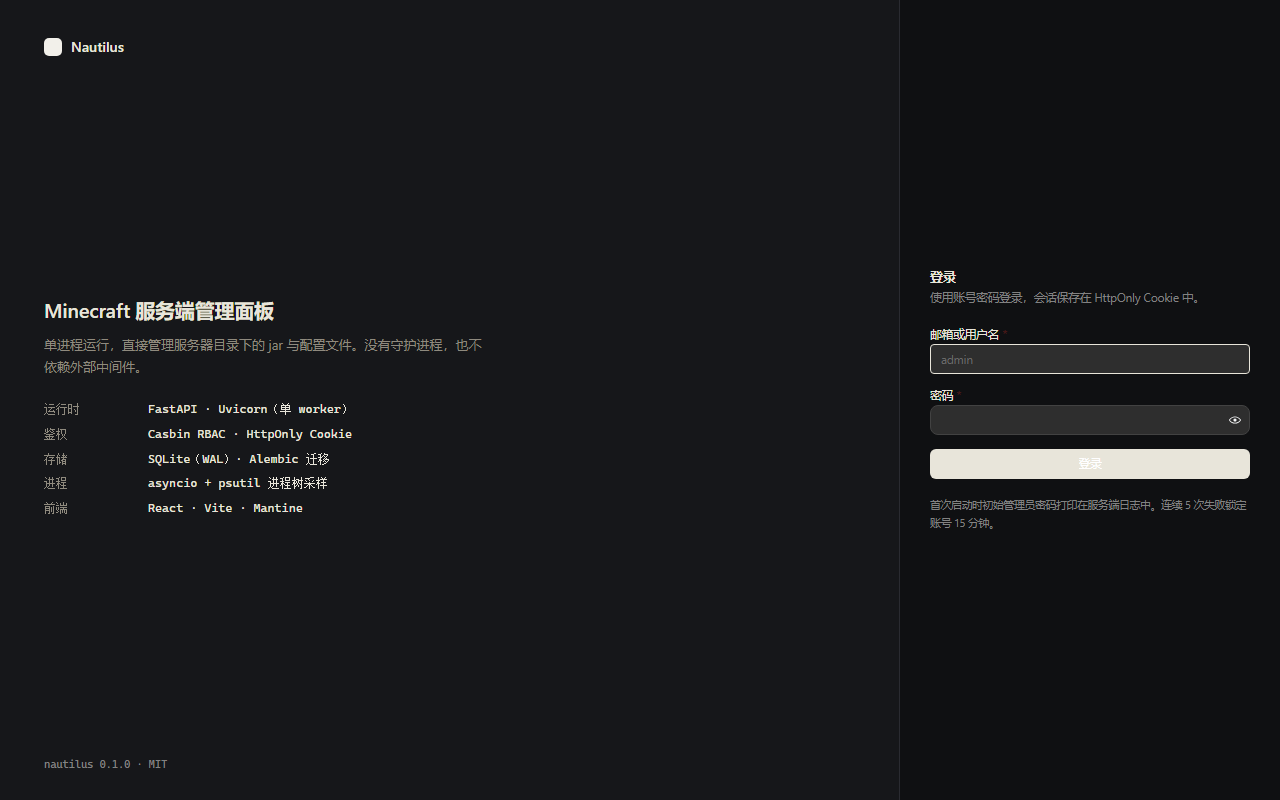 Nautilus
Minecraft 服务端管理面板
单进程运行，直接管理服务器目录下的 jar 与配置文件。没有守护进程，也不
依赖外部中间件。
运行时 FastAPI · Uvicorn（单 worker）
鉴权 Casbin RBAC · HttpOnly Cookie
存储 SQLite（WAL）· Alembic 迁移
进程 asyncio + psutil 进程树采样
前端 React · Vite · Mantine
nautilus 0.1.0 · MIT
登录
使用账号密码登录，会话保存在 HttpOnly Cookie 中。
邮箱或用户名 *
admin
密码 *
登录
首次启动时初始管理员密码打印在服务端日志中。连续 5 次失败锁定
账号 15 分钟。